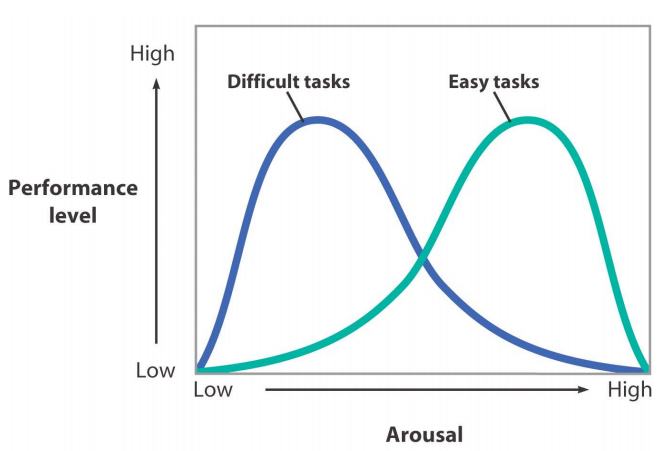 High
Difficult tasks
Easy tasks
Performance
level
Low
Low
High
Arousal